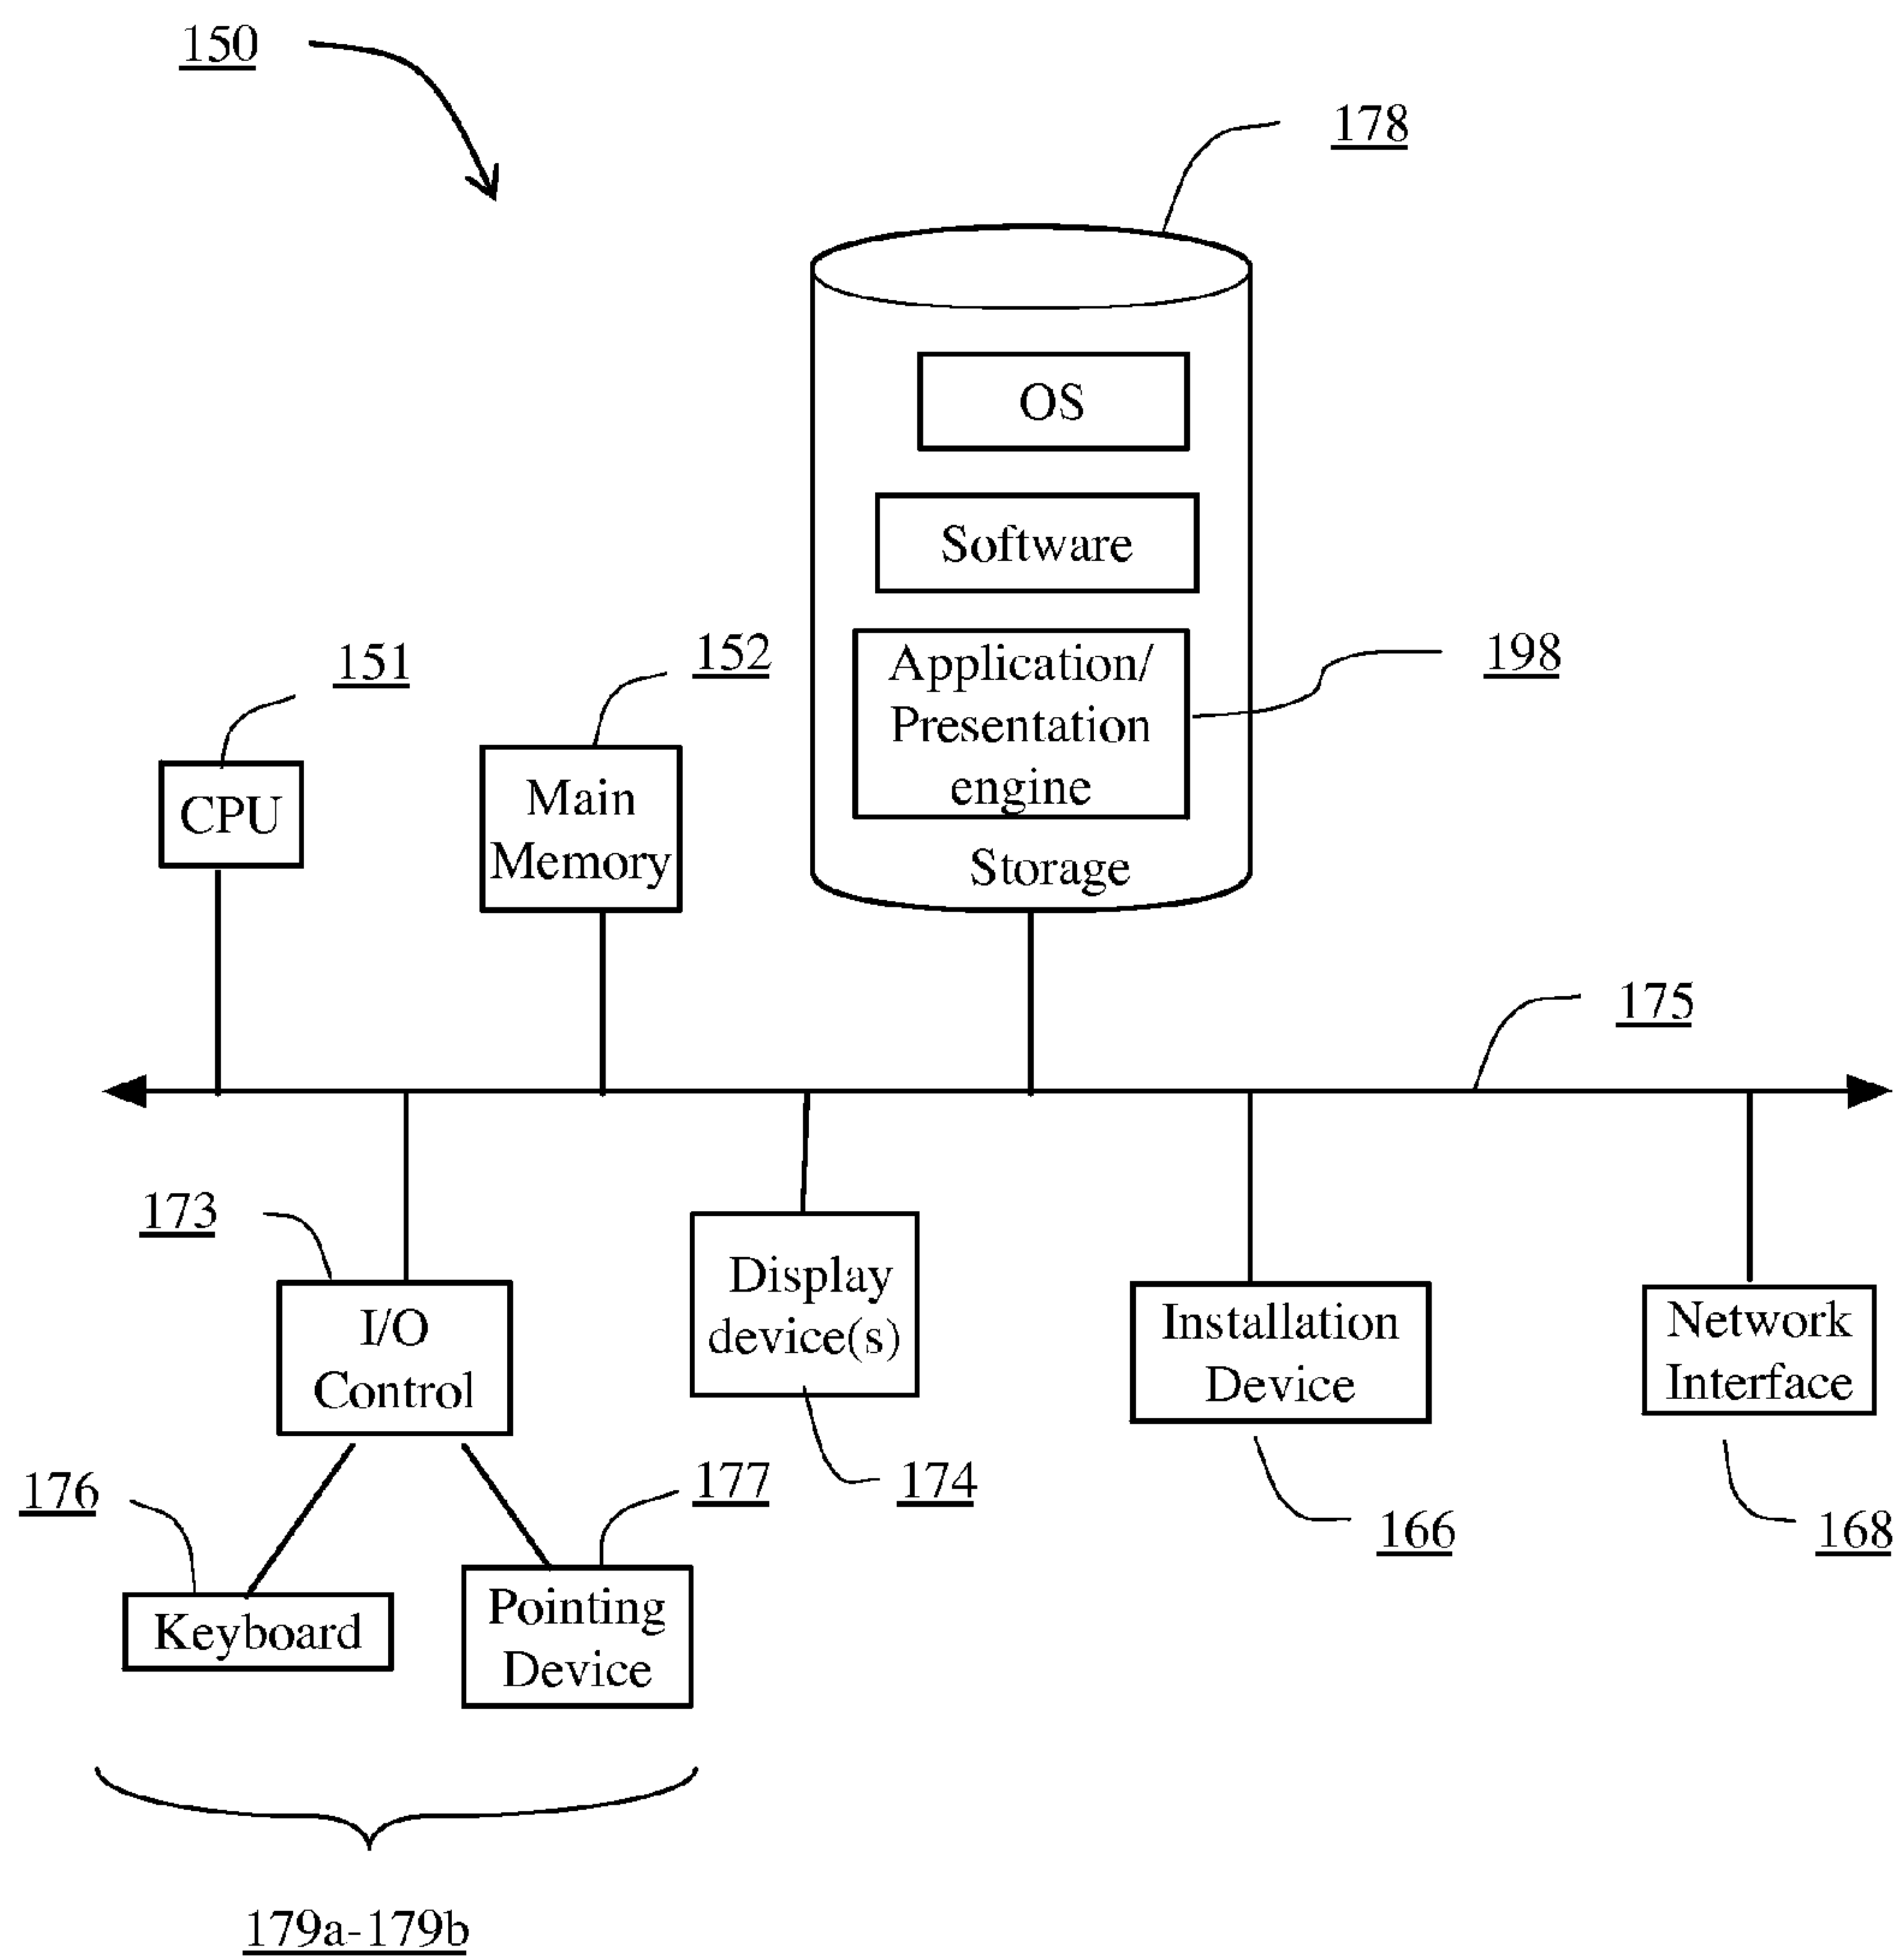 150
178
OS
Software
Application/
Presentation
engine
Storage
198
151
CPU
152
Main
Memory
175
173
I/O
Control
Display
device(s)
174
Installation
Device
166
Network
Interface
168
176
Keyboard
177
Pointing
Device
179a-179b